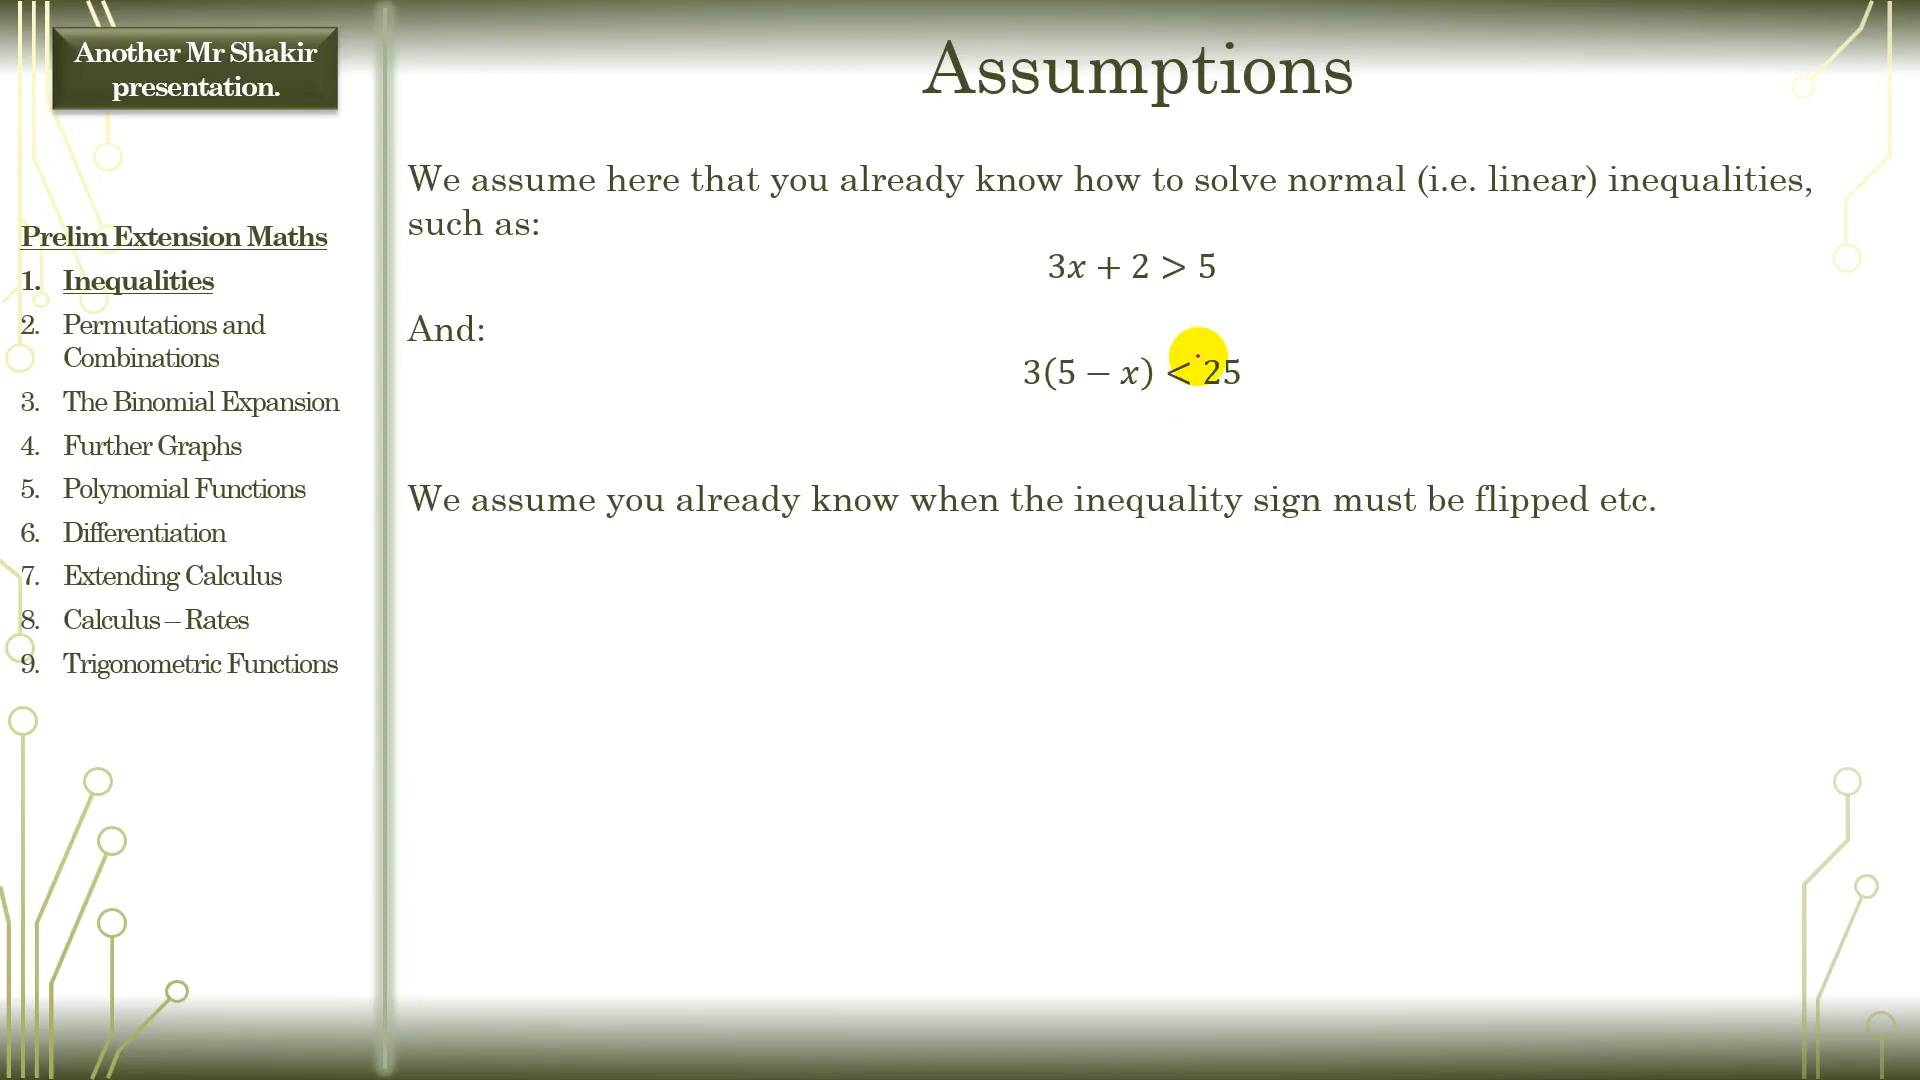 Another Mr Shakir
presentation.
Prelim Extension Maths
1. Inequalities
2. Permutations and
Combinations
3. The Binomial Expansion
4. Further Graphs
5. Polynomial Functions
6. Differentiation
7. Extending Calculus
8. Calculus – Rates
9. Trigonometric Functions
Assumptions
We assume here that you already know how to solve normal (i.e. linear) inequalities,
such as:
3x + 2 > 5
And:
3(5 − x) < 25
We assume you already know when the inequality sign must be flipped etc.